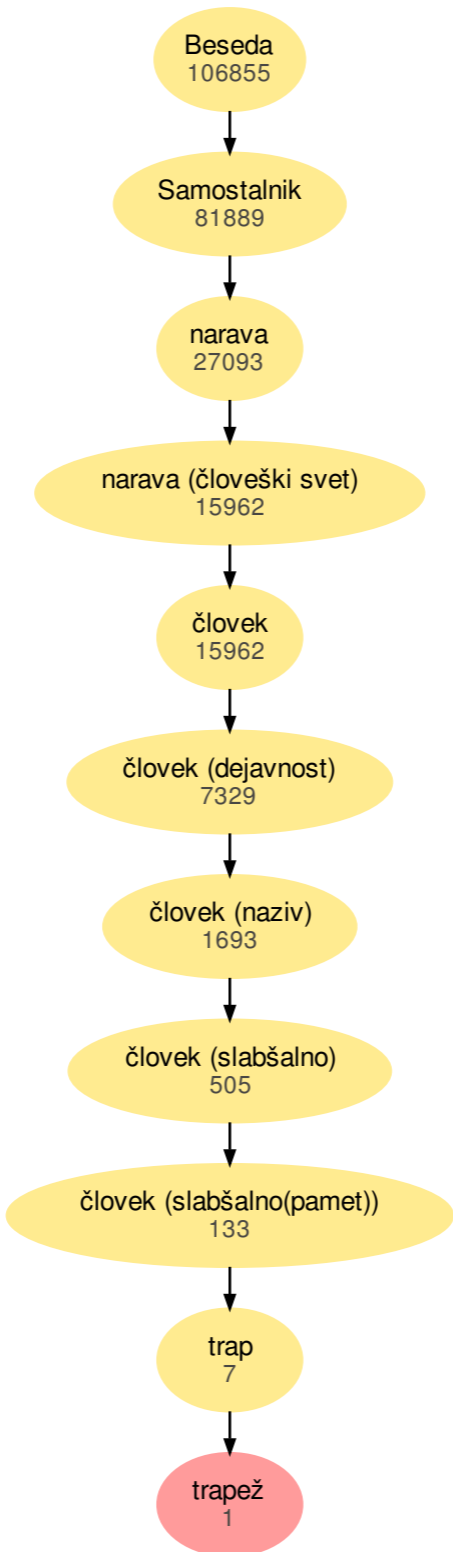 Beseda
106855
Samostalnik
81889
narava
27093
narava (človeški svet)
15962
človek
15962
človek (dejavnost)
7329
človek (naziv)
1693
človek (slabšalno)
505
človek (slabšalno(pamet))
133
trap
7
trapež
1